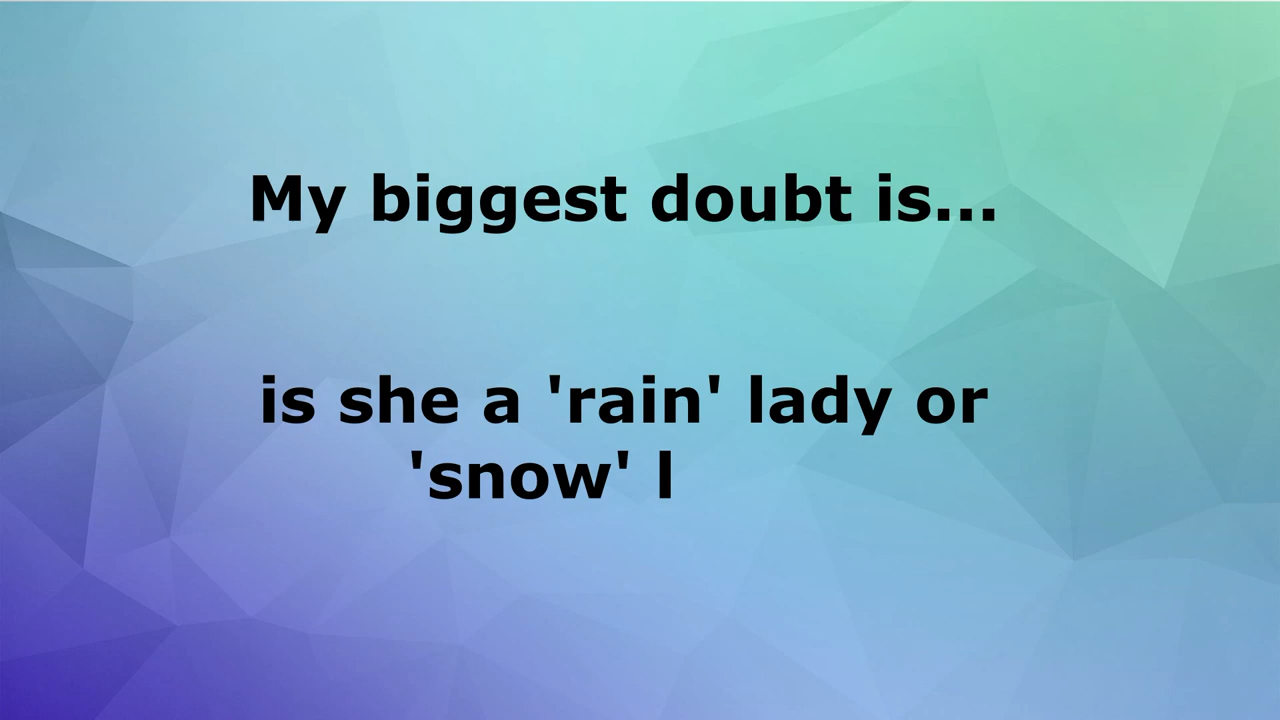 My biggest doubt is...
is she a 'rain' lady or
'snow' l